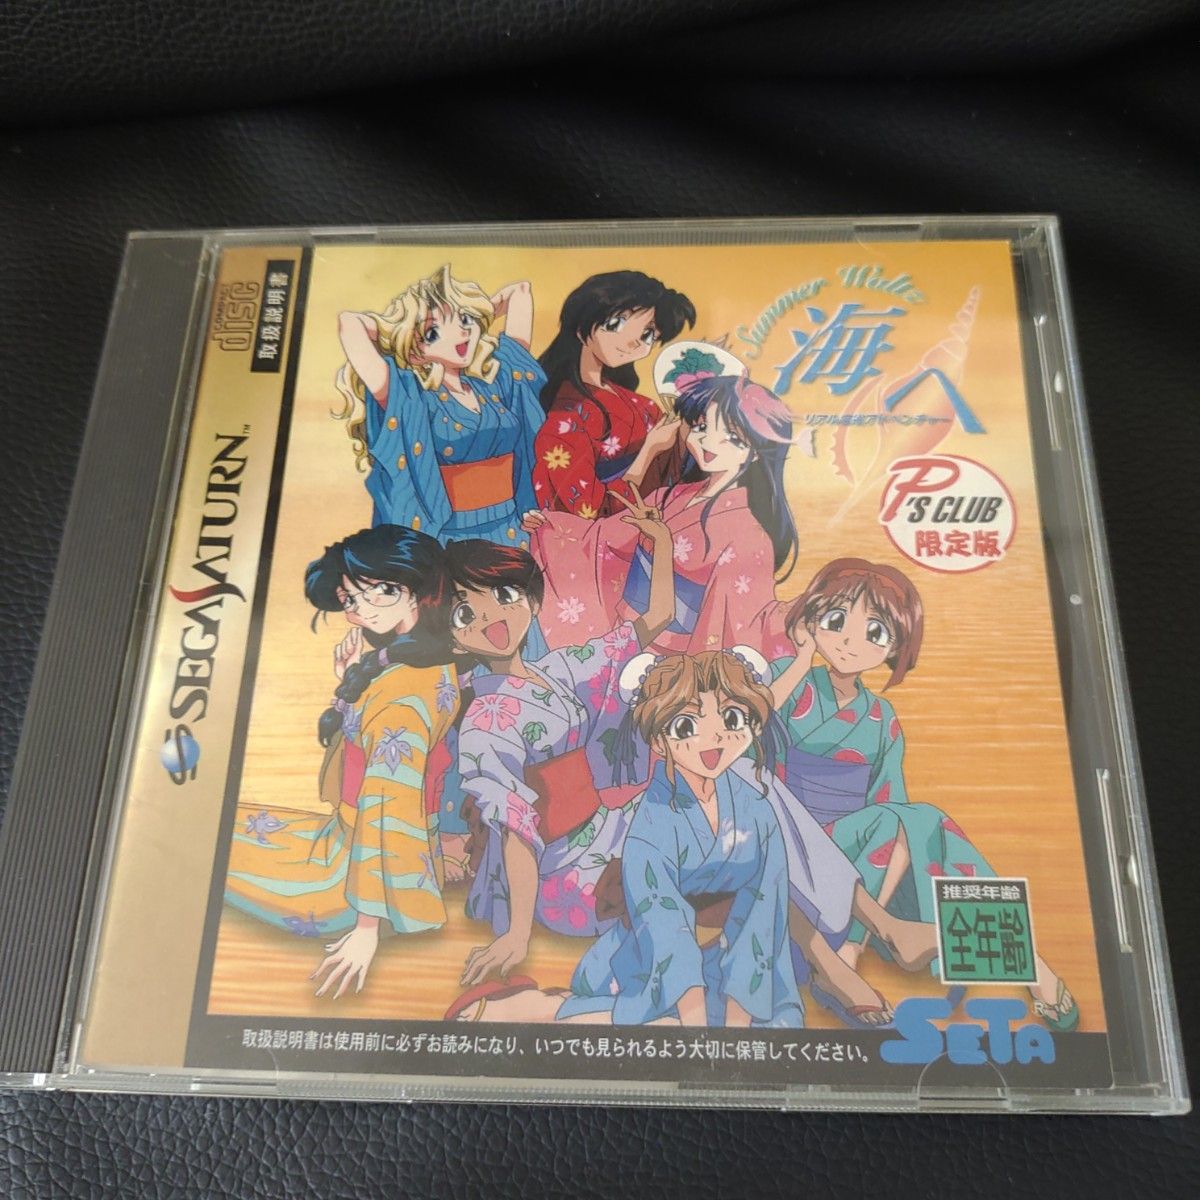 COMPACT
disc
取扱説明書
SEGA SATURN™
Summer Waltz
海へ
リアル恋愛アドベンチャー
P'S CLUB
限定版
推奨年齢
全年齢
SETA
取扱説明書は使用前に必ずお読みになり、いつでも見られるよう大切に保管してください。